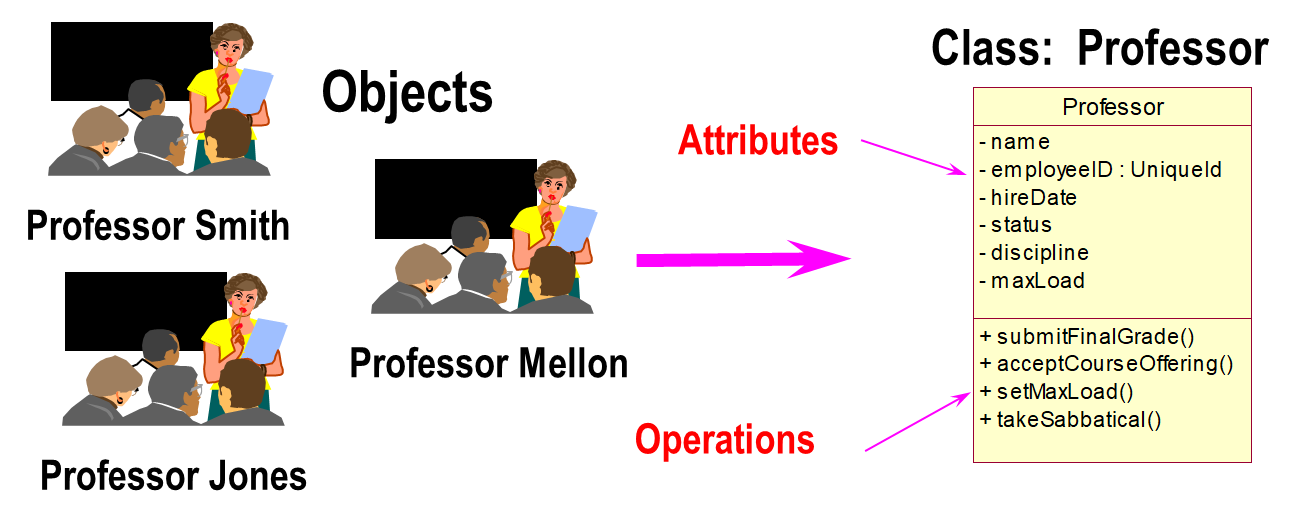 Objects
Professor Smith
Professor Mellon
Professor Jones
Class: Professor
Attributes
Operations
Professor
- name
- employeeID : UniqueId
- hireDate
- status
- discipline
- maxLoad
+ submitFinalGrade()
+ acceptCourseOffering()
+ setMaxLoad()
+ takeSabbatical()